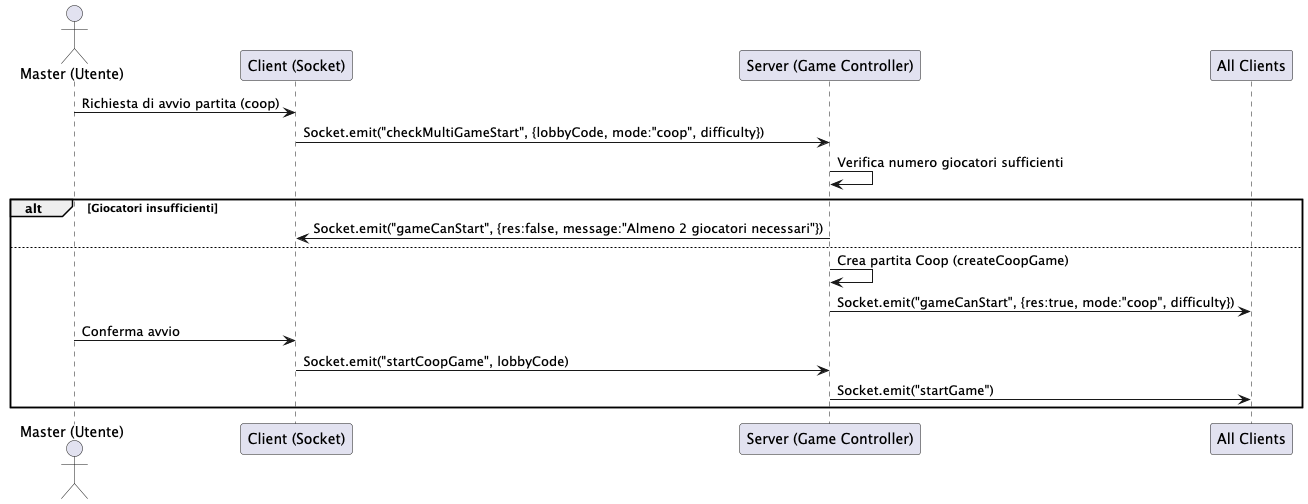 Master (Utente)
Client (Socket)
Server (Game Controller)
All Clients
Richiesta di avvio partita (coop)
Socket.emit("checkMultiGameStart", {lobbyCode, mode:"coop", difficulty})
Verifica numero giocatori sufficienti
alt
[Giocatori insufficienti]
Socket.emit("gameCanStart", {res:false, message:"Almeno 2 giocatori necessari"})
Crea partita Coop (createCoopGame)
Socket.emit("gameCanStart", {res:true, mode:"coop", difficulty})
Conferma avvio
Socket.emit("startCoopGame", lobbyCode)
Socket.emit("startGame")
Master (Utente)
Client (Socket)
Server (Game Controller)
All Clients